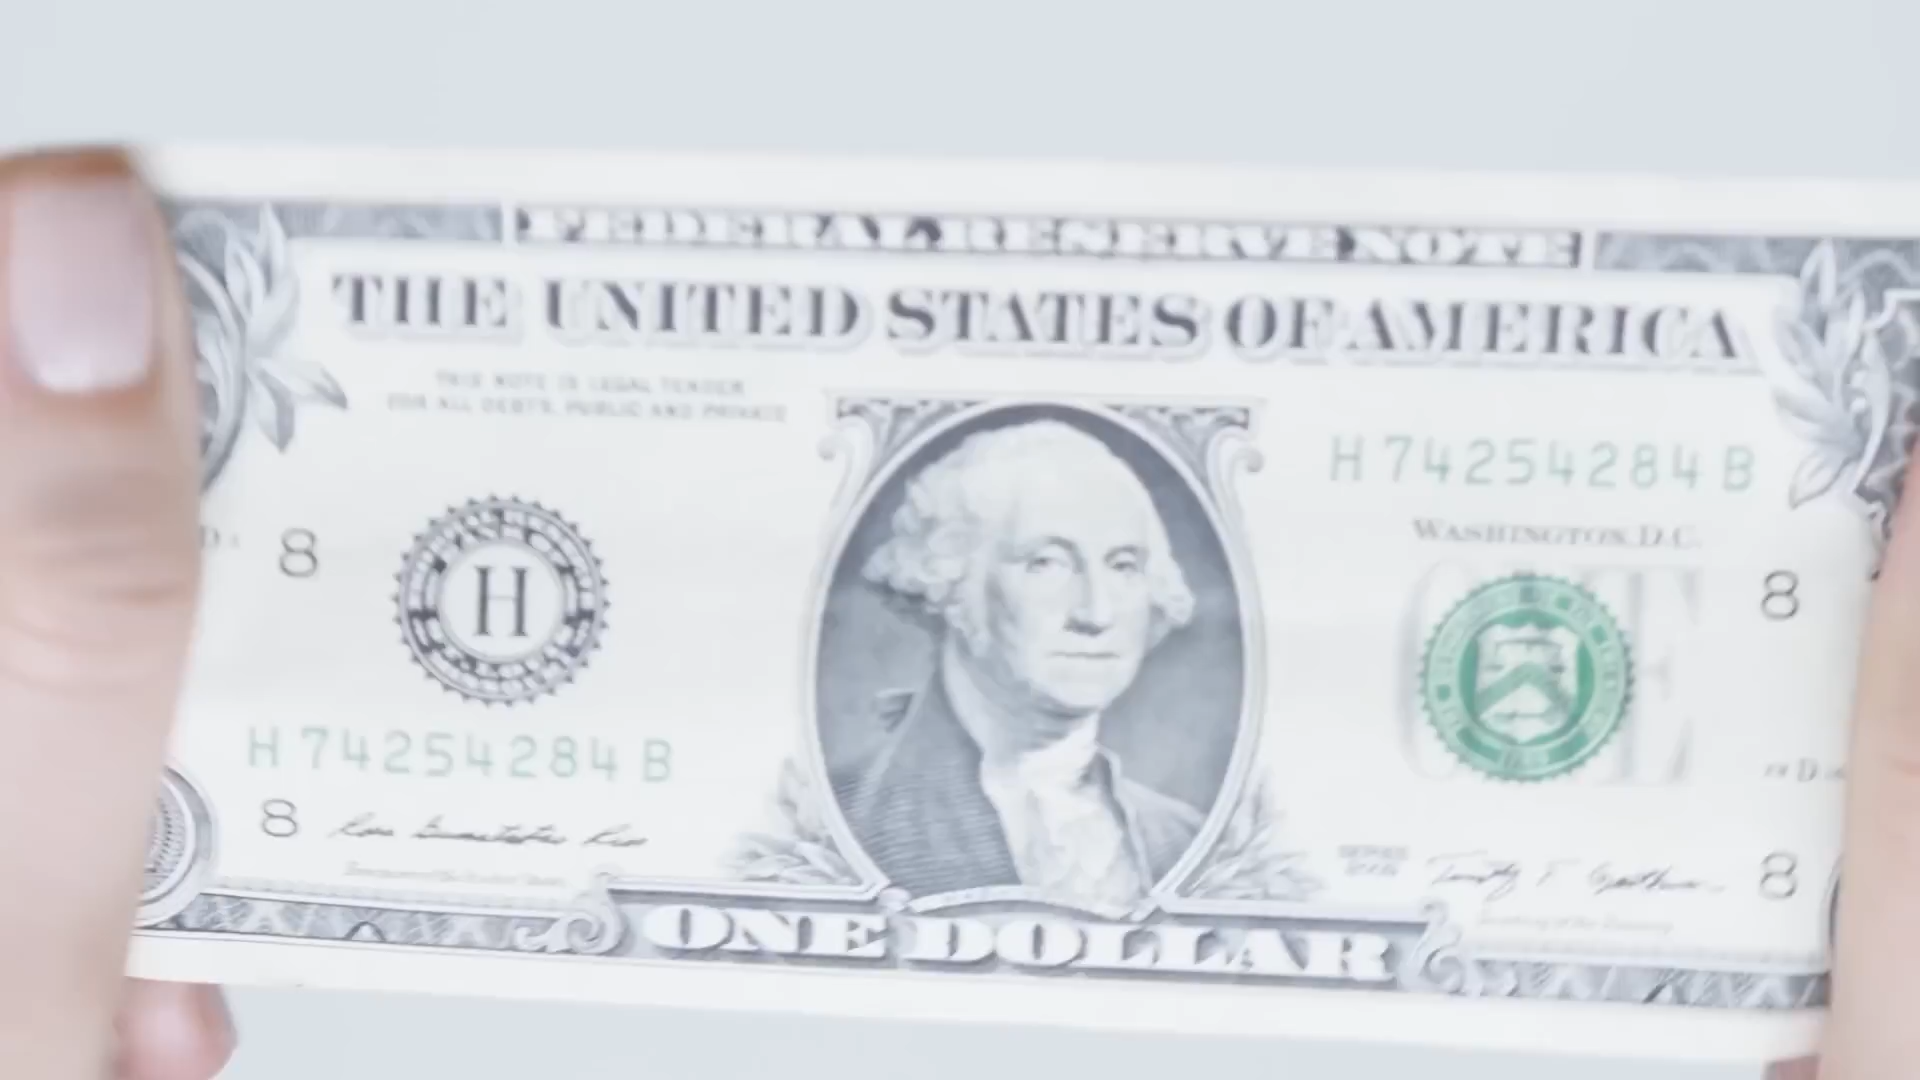 FEDERAL RESERVE NOTE
THE UNITED STATES OF AMERICA
THIS NOTE IS LEGAL TENDER
FOR ALL DEBTS, PUBLIC AND PRIVATE
H 74254284 B
WASHINGTON, D.C.
8
H
8
H 74254284 B
8
8
SERIES
ONE DOLLAR